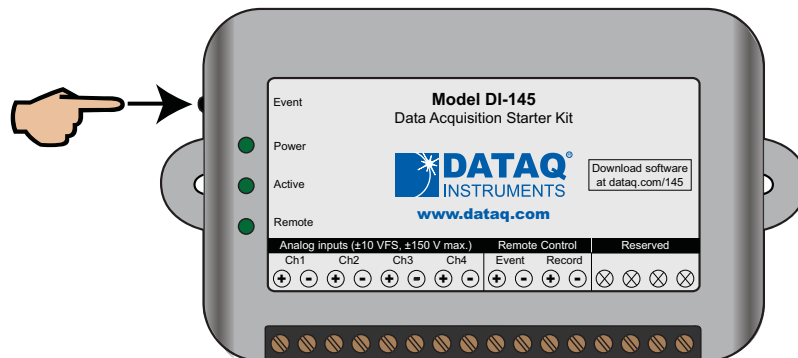 Event
Model DI-145
Data Acquisition Starter Kit
Power
Active
Remote
DATAQ®
INSTRUMENTS
www.dataq.com
Download software
at dataq.com/145
Analog inputs (±10 VFS, ±150 V max.) Remote Control Reserved
Ch1 Ch2 Ch3 Ch4 Event Record
+ - + - + - + - + - + -